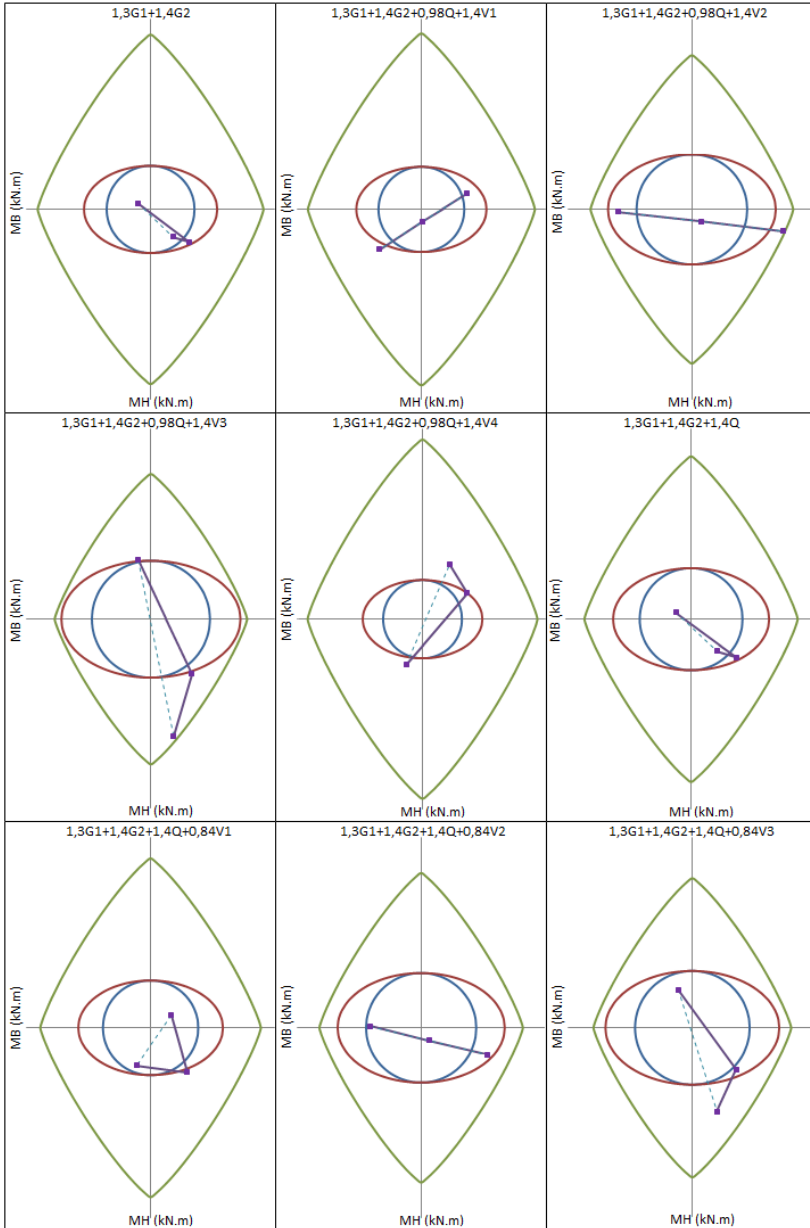 1,3G1+1,4G2
MB (kN.m)
MH (kN.m)
1,3G1+1,4G2+0,98Q+1,4V1
MB (kN.m)
MH (kN.m)
1,3G1+1,4G2+0,98Q+1,4V2
MB (kN.m)
MH (kN.m)
1,3G1+1,4G2+0,98Q+1,4V3
MB (kN.m)
MH (kN.m)
1,3G1+1,4G2+0,98Q+1,4V4
MB (kN.m)
MH (kN.m)
1,3G1+1,4G2+1,4Q
MB (kN.m)
MH (kN.m)
1,3G1+1,4G2+1,4Q+0,84V1
MB (kN.m)
MH (kN.m)
1,3G1+1,4G2+1,4Q+0,84V2
MB (kN.m)
MH (kN.m)
1,3G1+1,4G2+1,4Q+0,84V3
MB (kN.m)
MH (kN.m)